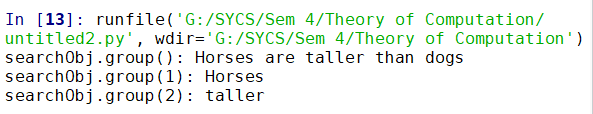 In [13]: runfile('G:/SYCS/Sem 4/Theory of Computation/
untitled2.py', wdir='G:/SYCS/Sem 4/Theory of Computation')
searchObj.group(): Horses are taller than dogs
searchObj.group(1): Horses
searchObj.group(2): taller